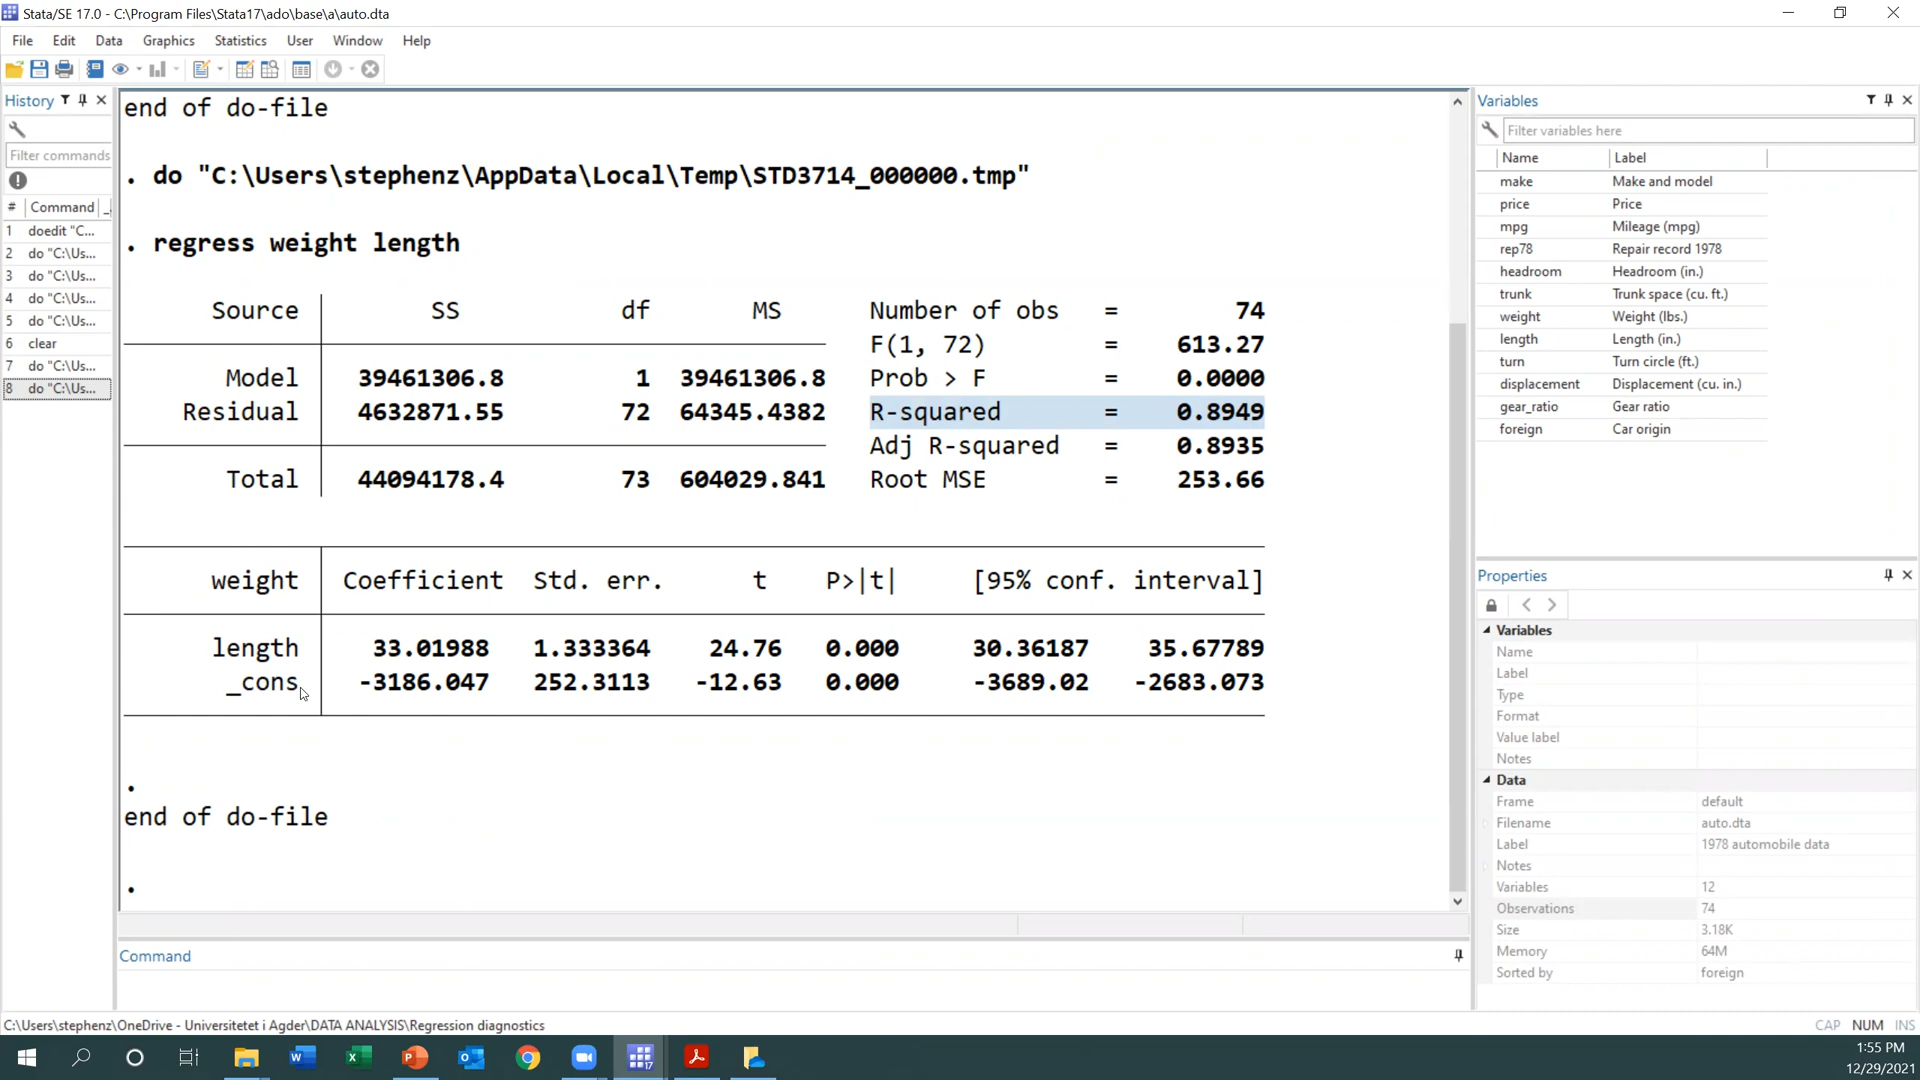 Stata/SE 17.0 - C:\Program Files\Stata17\ado\base\a\auto.dta
File Edit Data Graphics Statistics User Window Help
History
Filter commands
# Command _
1 doedit "C...
2 do "C:\Us...
3 do "C:\Us...
4 do "C:\Us...
5 do "C:\Us...
6 clear
7 do "C:\Us...
8 do "C:\Us...
end of do-file
. do "C:\Users\stephenz\AppData\Local\Temp\STD3714_000000.tmp"
. regress weight length
Source SS df MS Number of obs = 74
F(1, 72) = 613.27
Model 39461306.8 1 39461306.8 Prob > F = 0.0000
Residual 4632871.55 72 64345.4382 R-squared = 0.8949
Adj R-squared = 0.8935
Total 44094178.4 73 604029.841 Root MSE = 253.66
weight Coefficient Std. err. t P>|t| [95% conf. interval]
length 33.01988 1.333364 24.76 0.000 30.36187 35.67789
_cons -3186.047 252.3113 -12.63 0.000 -3689.02 -2683.073
.
end of do-file
.
Command
Variables
Filter variables here
Name Label
make Make and model
price Price
mpg Mileage (mpg)
rep78 Repair record 1978
headroom Headroom (in.)
trunk Trunk space (cu. ft.)
weight Weight (lbs.)
length Length (in.)
turn Turn circle (ft.)
displacement Displacement (cu. in.)
gear_ratio Gear ratio
foreign Car origin
Properties
Variables
Name
Label
Type
Format
Value label
Notes
Data
Frame default
Filename auto.dta
Label 1978 automobile data
Notes
Variables 12
Observations 74
Size 3.18K
Memory 64M
Sorted by foreign
C:\Users\stephenz\OneDrive - Universitetet i Agder\DATA ANALYSIS\Regression diagnostics
CAP NUM INS
1:55 PM
12/29/2021